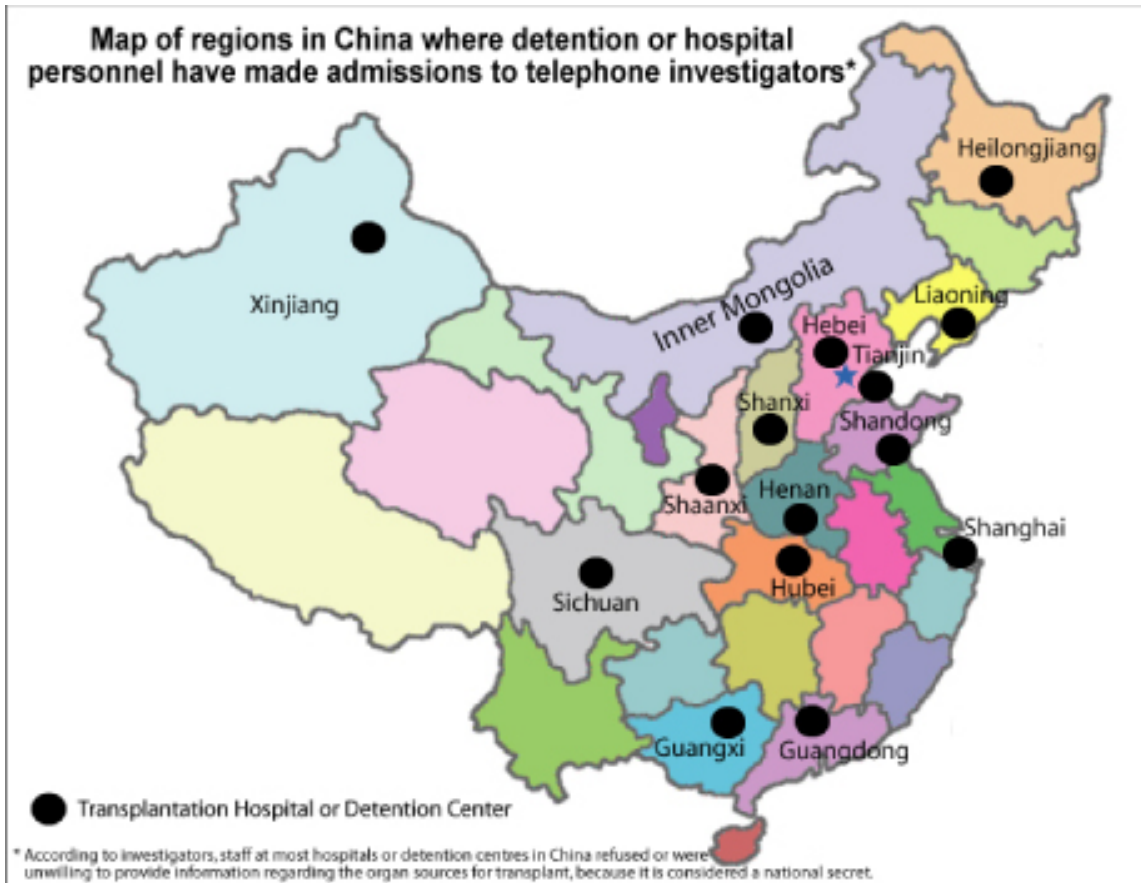 Map of regions in China where detention or hospital
personnel have made admissions to telephone investigators*
Heilongjiang
Xinjiang
Inner Mongolia
Liaoning
Hebei
Tianjin
Shanxi
Shandong
Shaanxi
Henan
Shanghai
Hubei
Sichuan
Guangxi
Guangdong
Transplantation Hospital or Detention Center
* According to investigators, staff at most hospitals or detention centres in China refused or were
unwilling to provide information regarding the organ sources for transplant, because it is considered a national secret.